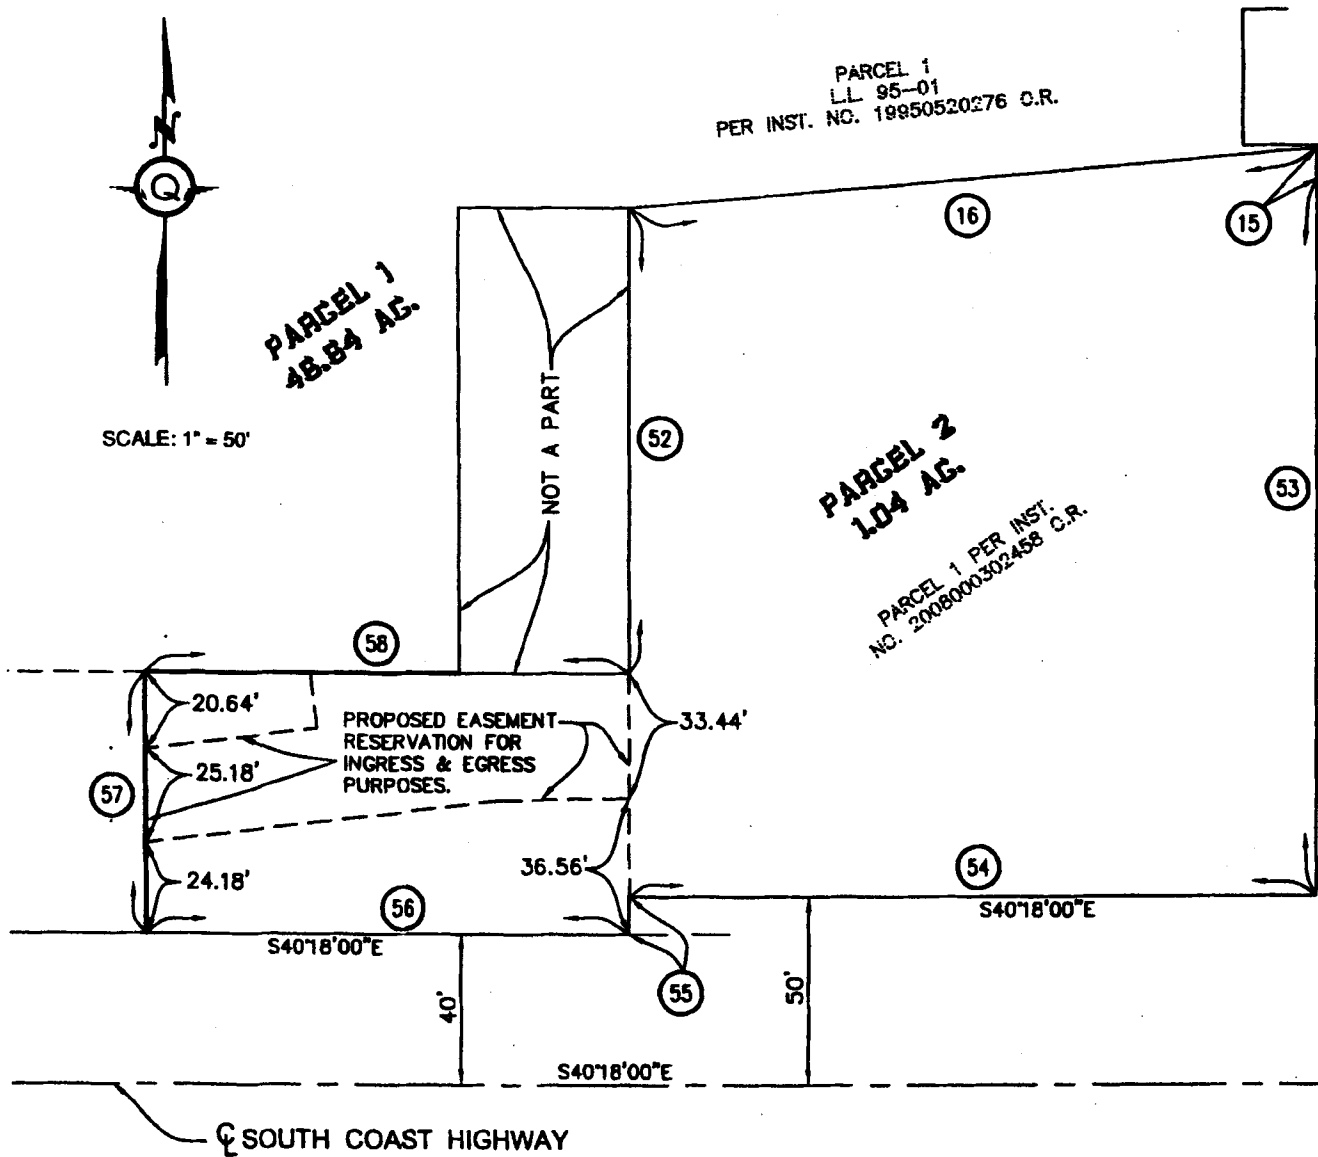 PARCEL 1
L.L. 95-01
PER INST. NO. 19950520276 O.R.
N
Q
16
15
PARCEL 1
48.84 AC.
SCALE: 1" = 50'
NOT A PART
52
PARCEL 2
1.04 AC.
53
PARCEL 1 PER INST.
NO. 2008000302458 O.R.
58
20.64'
PROPOSED EASEMENT
RESERVATION FOR
INGRESS & EGRESS
PURPOSES.
33.44'
25.18'
57
24.18'
36.56'
54
56
S40°18'00"E
S40°18'00"E
55
40'
50'
S40°18'00"E
℄ SOUTH COAST HIGHWAY